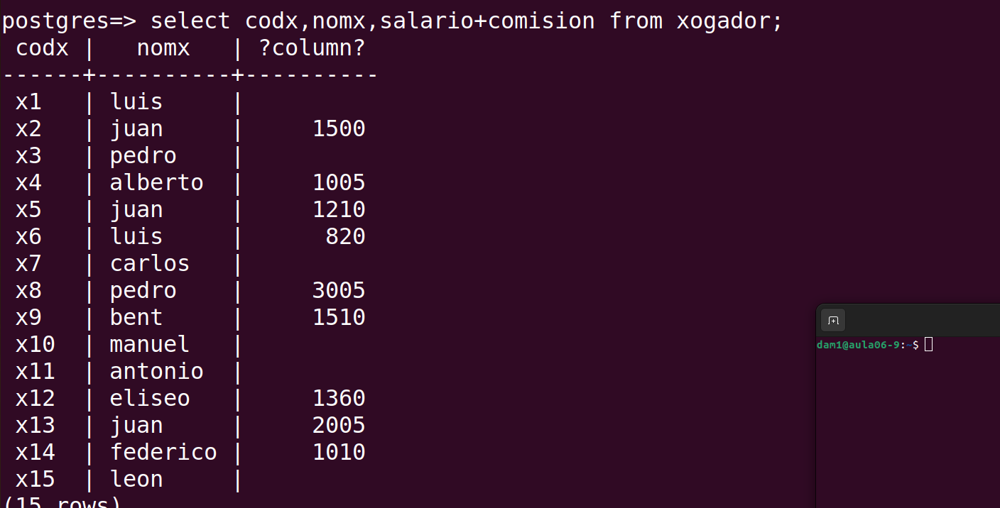 postgres=> select codx,nomx,salario+comision from xogador;
 codx |   nomx   | ?column?
------+----------+----------
 x1   | luis     |
 x2   | juan     |     1500
 x3   | pedro    |
 x4   | alberto  |     1005
 x5   | juan     |     1210
 x6   | luis     |      820
 x7   | carlos   |
 x8   | pedro    |     3005
 x9   | bent     |     1510
 x10  | manuel   |
 x11  | antonio  |
 x12  | eliseo   |     1360
 x13  | juan     |     2005
 x14  | federico |     1010
 x15  | leon     |
(15 rows)
dam1@aula06-9:~$